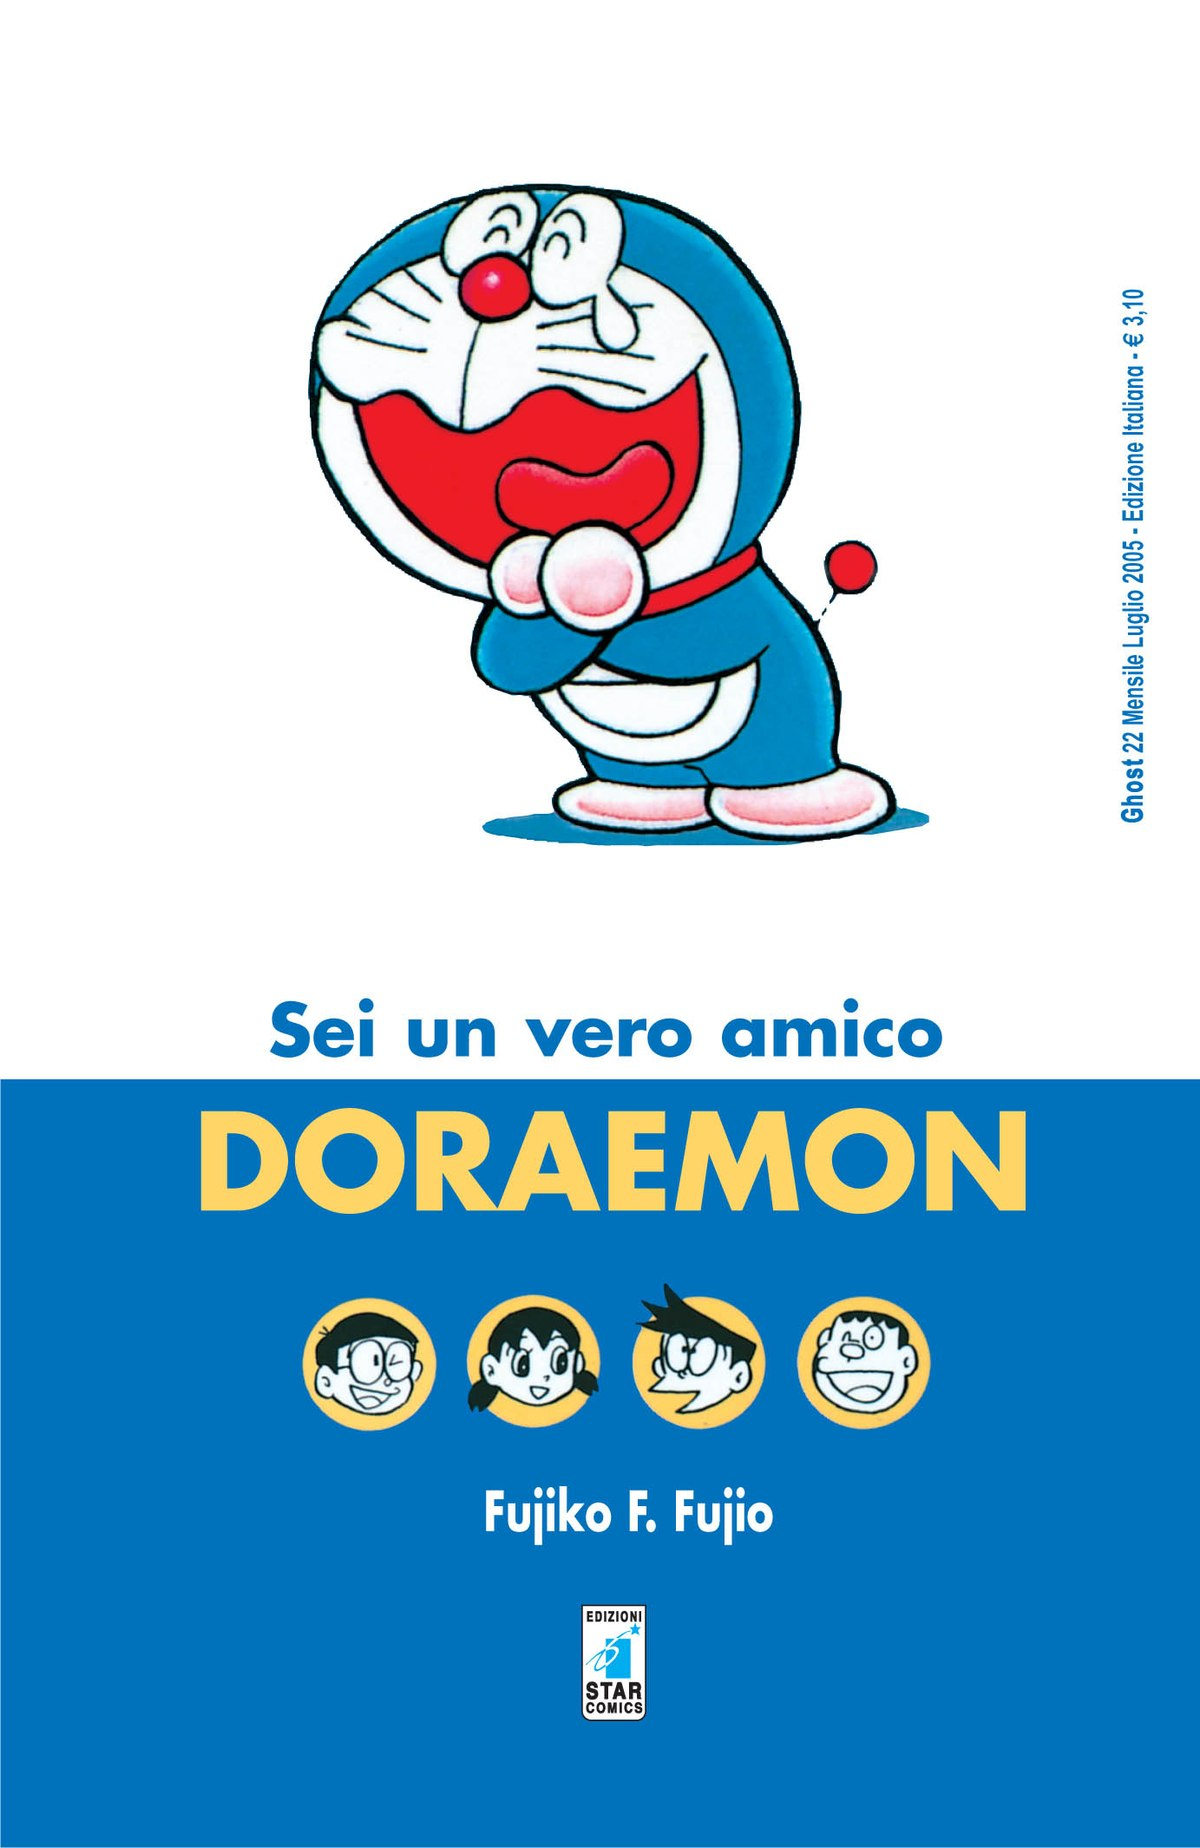 Ghost 22 Mensile Luglio 2005 - Edizione Italiana - € 3,10
Sei un vero amico
DORAEMON
Fujiko F. Fujio
EDIZIONI
STAR
COMICS